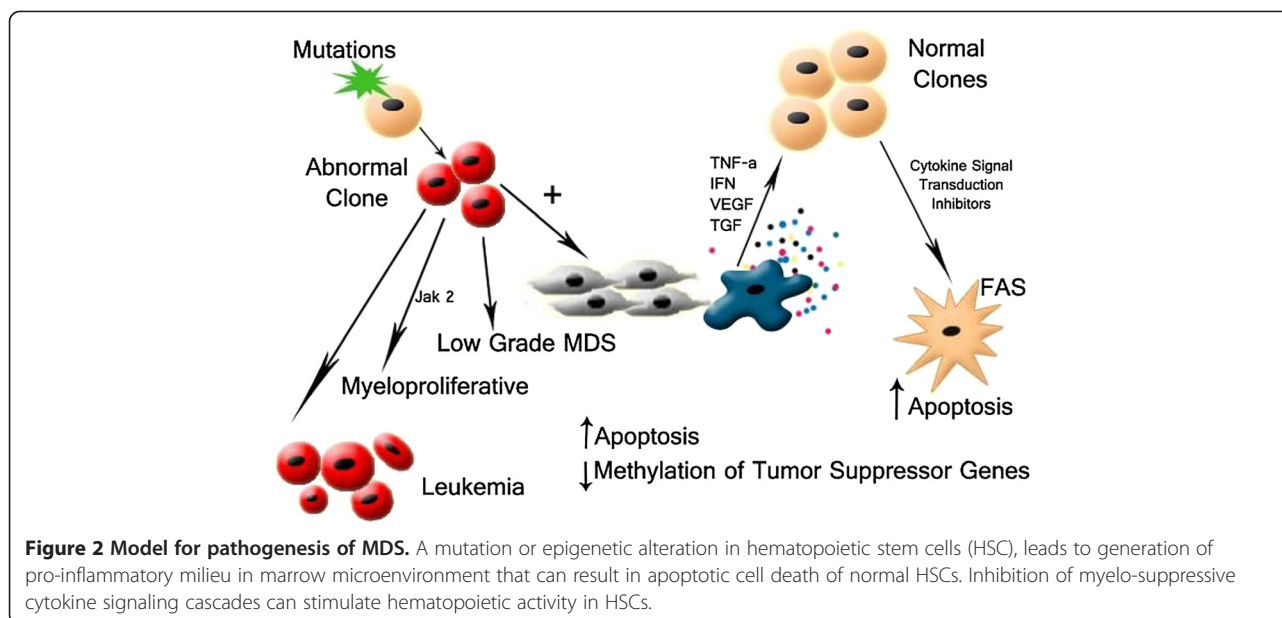 Mutations
Abnormal
Clone
+
Jak 2
Low Grade MDS
Myeloproliferative
Leukemia
TNF-a
IFN
VEGF
TGF
Normal
Clones
Cytokine Signal
Transduction
Inhibitors
FAS
↑Apoptosis
↑Apoptosis
↓Methylation of Tumor Suppressor Genes
Figure 2 Model for pathogenesis of MDS. A mutation or epigenetic alteration in hematopoietic stem cells (HSC), leads to generation of
pro-inflammatory milieu in marrow microenvironment that can result in apoptotic cell death of normal HSCs. Inhibition of myelo-suppressive
cytokine signaling cascades can stimulate hematopoietic activity in HSCs.